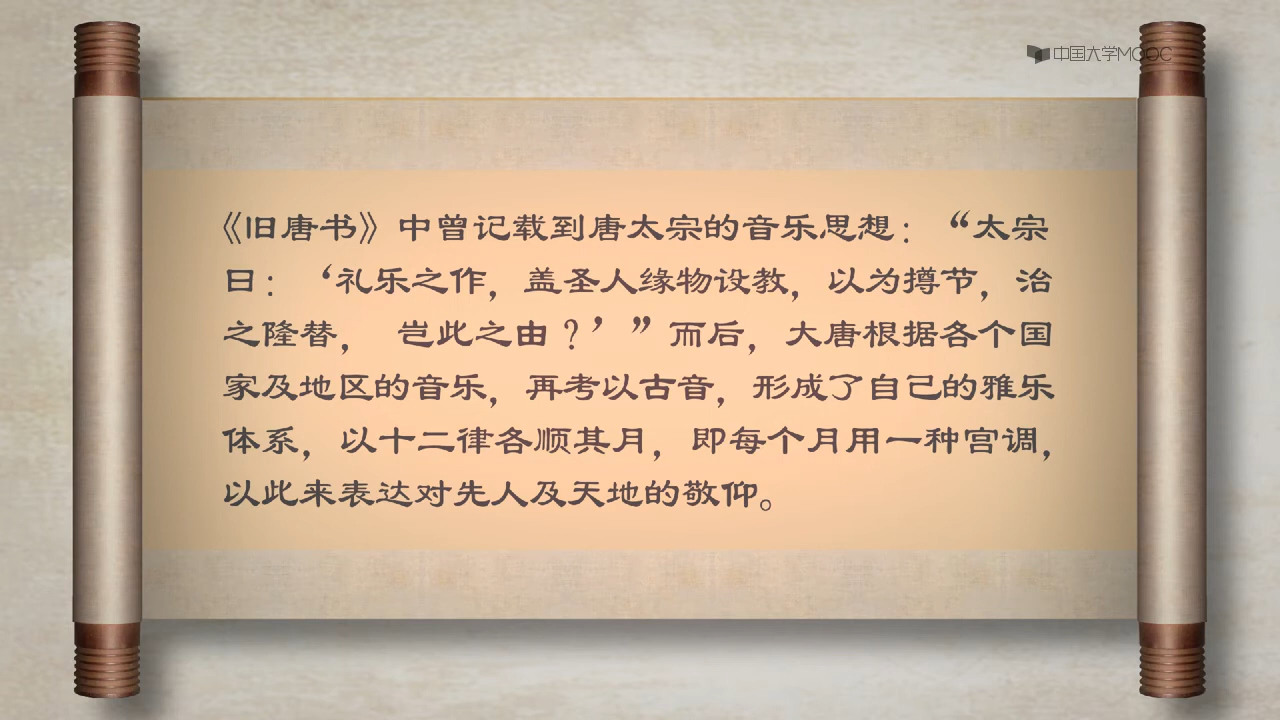 中国大学MOOC
《旧唐书》中曾记载到唐太宗的音乐思想：“太宗
曰：‘礼乐之作，盖圣人缘物设教，以为撙节，治
之隆替， 岂此之由？’”而后，大唐根据各个国
家及地区的音乐，再考以古音，形成了自己的雅乐
体系，以十二律各顺其月，即每个月用一种宫调，
以此来表达对先人及天地的敬仰。